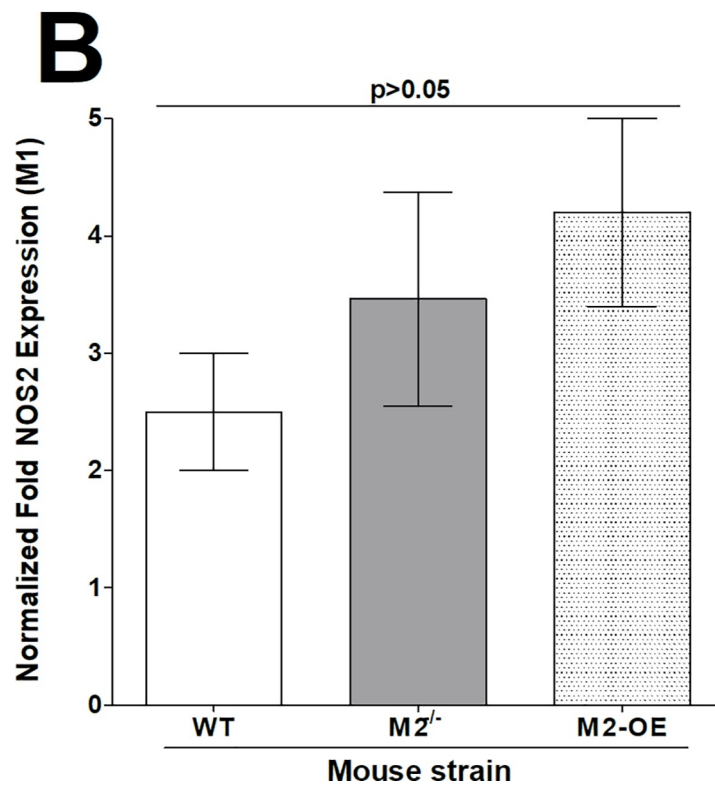 B
p>0.05
Normalized Fold NOS2 Expression (M1)
5
4
3
2
1
0
WT
M2-/-
M2-OE
Mouse strain